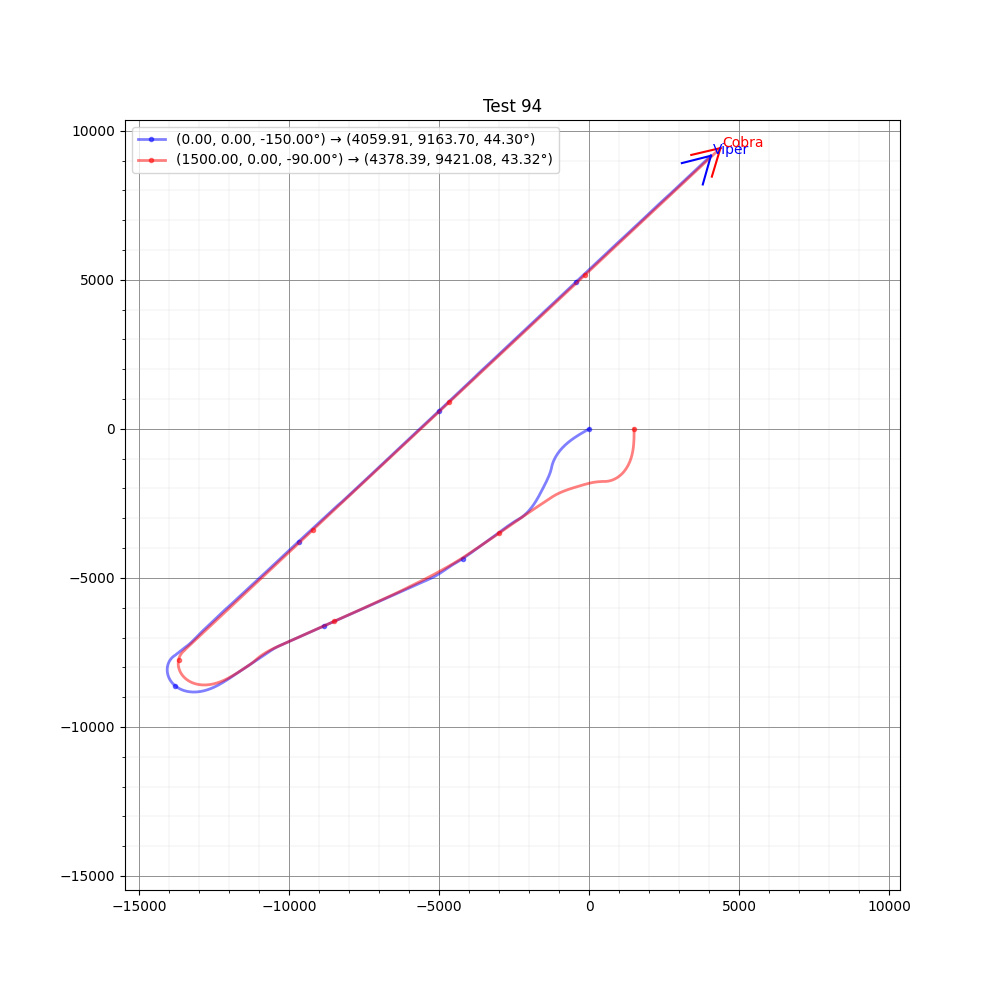 Test 94
(0.00, 0.00, -150.00°) → (4059.91, 9163.70, 44.30°)
(1500.00, 0.00, -90.00°) → (4378.39, 9421.08, 43.32°)
Cobra
Viper
10000
5000
0
−5000
−10000
−15000
−15000 −10000 −5000 0 5000 10000